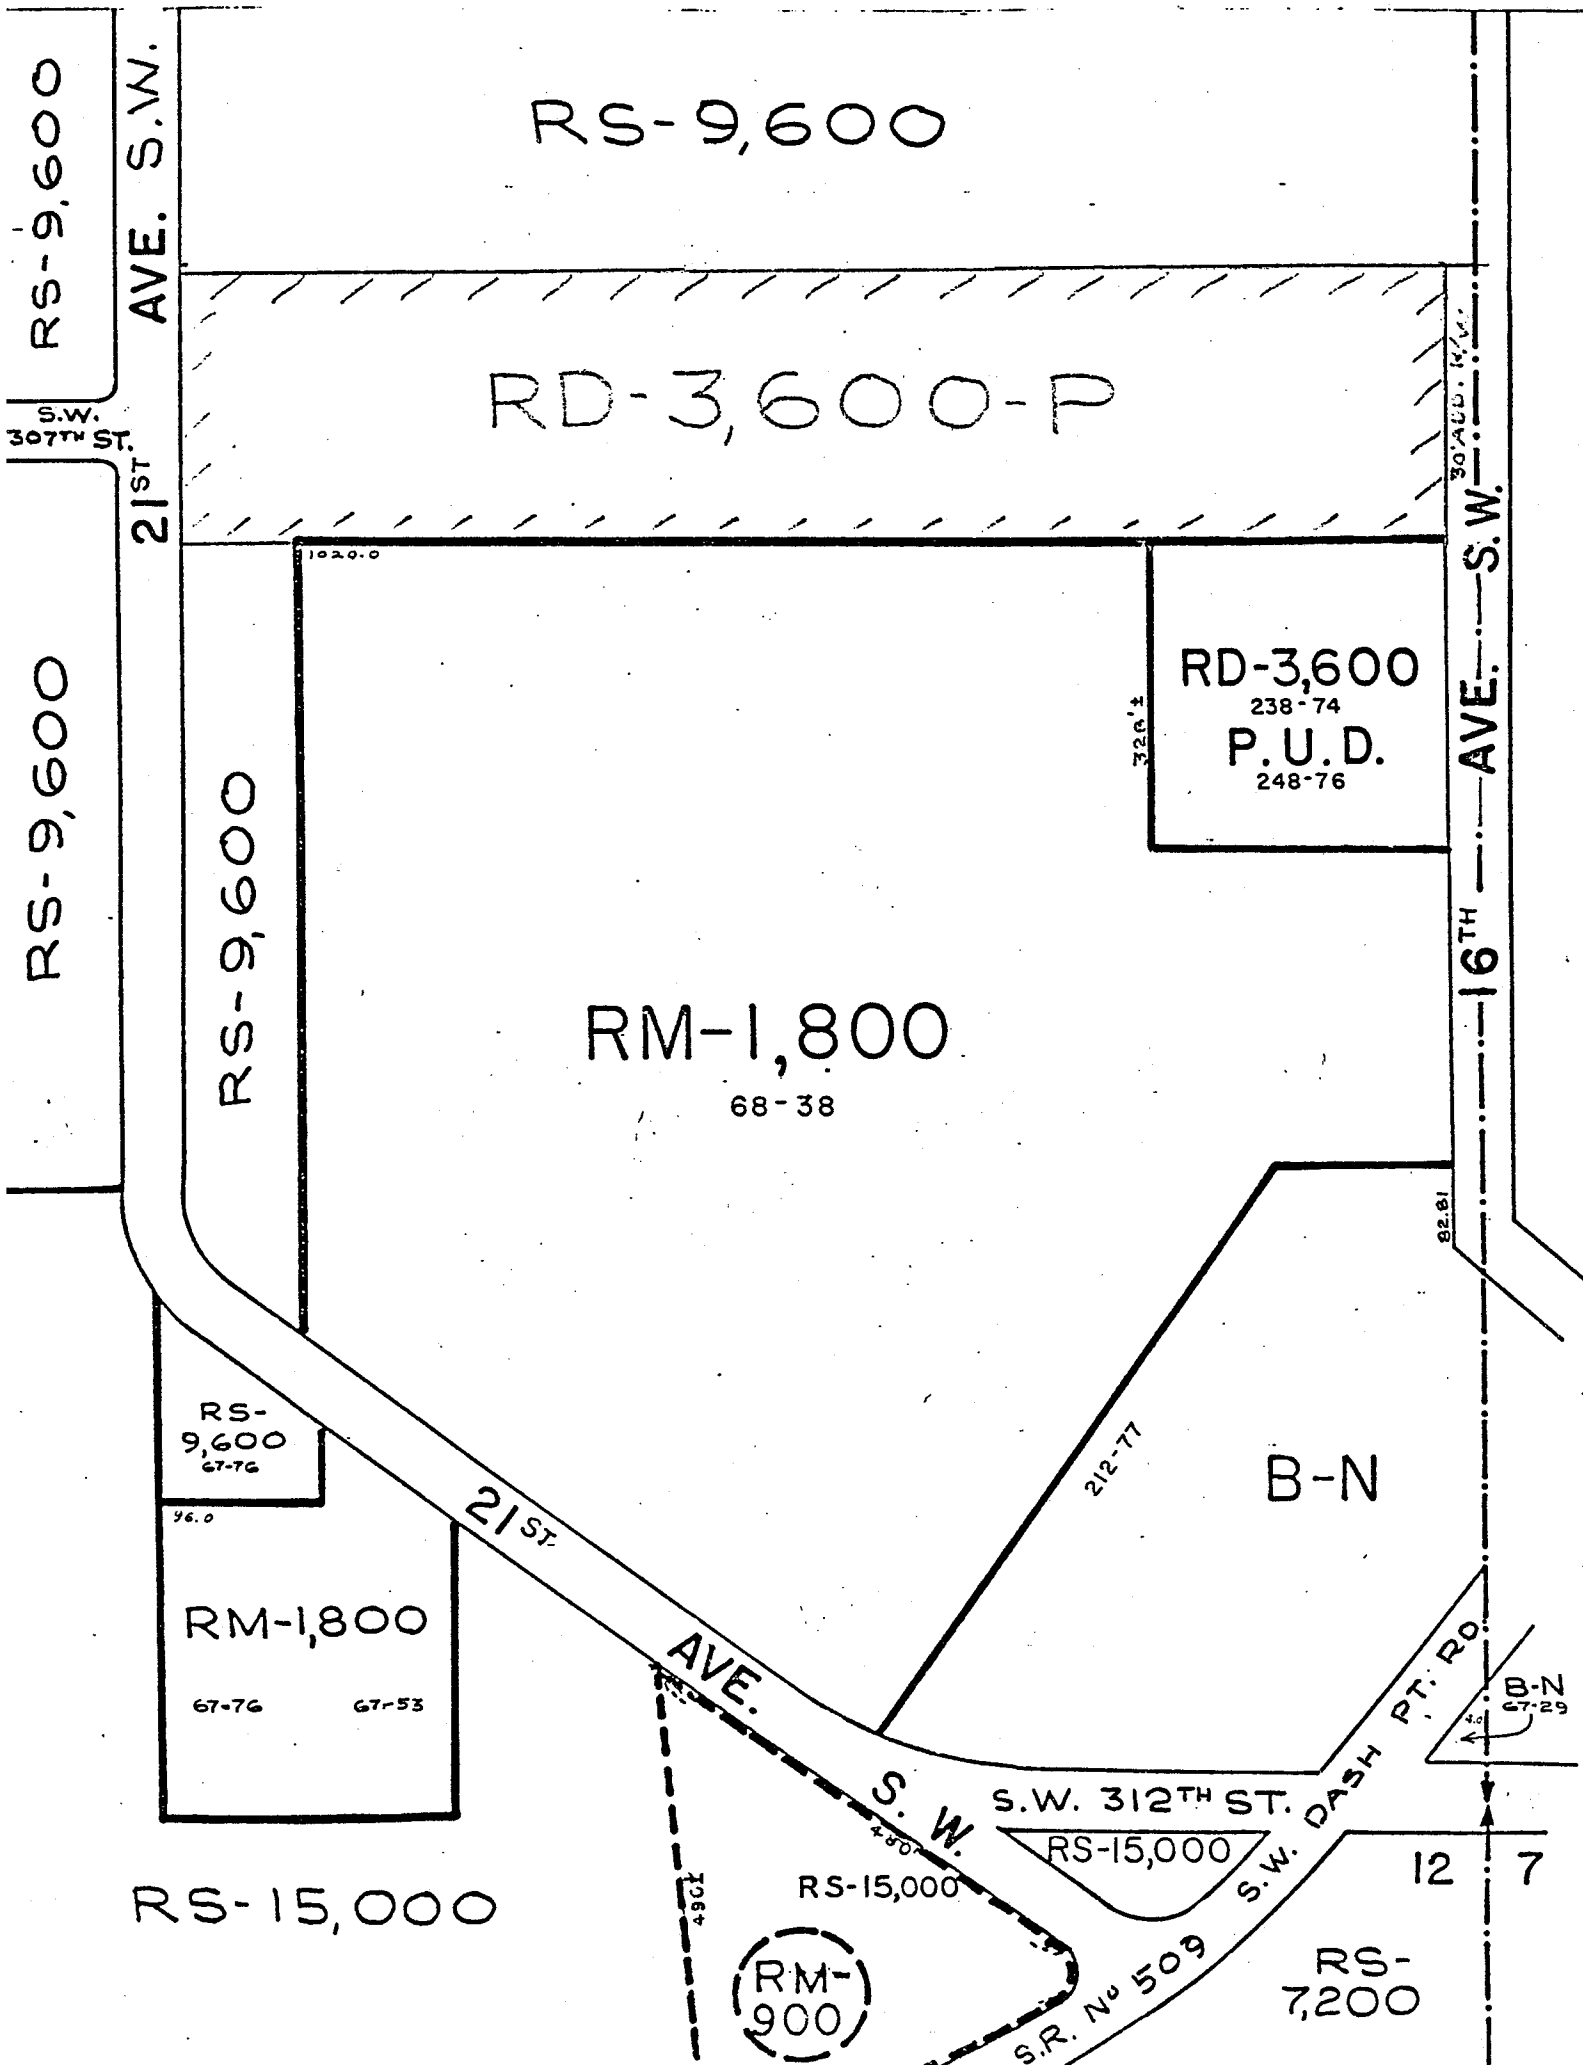 RS-9,600
AVE. S.W.
RS-9,600
RD-3,600-P
S.W.
307TH ST.
21ST
30' ADD. R/W.
1020.0
RD-3,600
238-74
P.U.D.
248-76
328'±
16TH AVE. S.W.
RS-9,600
RS-9,600
RM-1,800
68-38
82.81
RS-
9,600
67-76
96.0
212-77
B-N
21ST AVE. S.W.
RM-1,800
67-76 67-53
B-N
67-29
S.W. 312TH ST.
S.W. DASH PT. RD
RS-15,000
12 7
RS-15,000
RS-15,000
480'
490±
RM-
900
S.R. No 509
RS-
7,200